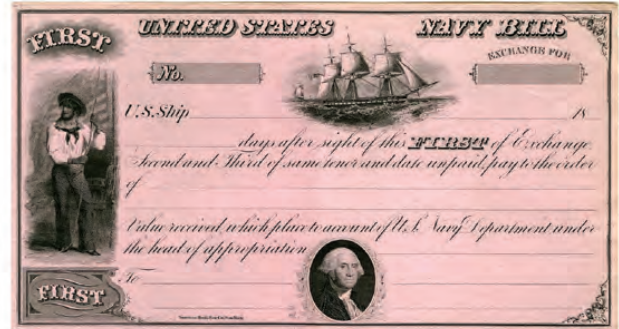 FIRST UNITED STATES NAVY BILL
No. EXCHANGE FOR
U.S. Ship 18
days after sight of this FIRST of Exchange
Second and Third of same tenor and date unpaid, pay to the order
of
Value received, which place to account of U.S. Navy Department under
the head of appropriation
To
FIRST